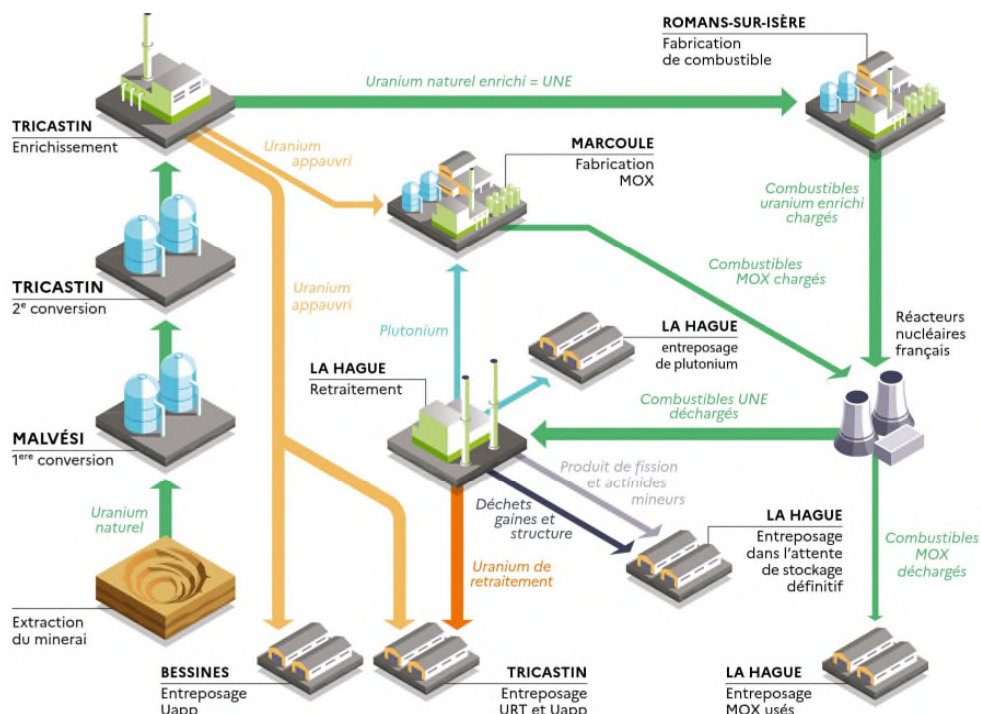 ROMANS-SUR-ISÈRE
Fabrication
de combustible
Uranium naturel enrichi = UNE
TRICASTIN
Enrichissement
Uranium
appauvri
MARCOULE
Fabrication
MOX
Combustibles
uranium enrichi
chargés
TRICASTIN
2e conversion
Uranium
appauvri
Combustibles
MOX chargés
Plutonium
LA HAGUE
entreposage
de plutonium
Réacteurs
nucléaires
français
LA HAGUE
Retraitement
Combustibles UNE
déchargés
MALVÉSI
1ere conversion
Uranium
naturel
Produit de fission
et actinides
mineurs
Déchets
gaines et
structure
LA HAGUE
Entreposage
dans l'attente
de stockage
définitif
Combustibles
MOX
déchargés
Uranium de
retraitement
Extraction
du minerai
BESSINES
Entreposage
Uapp
TRICASTIN
Entreposage
URT et Uapp
LA HAGUE
Entreposage
MOX usés